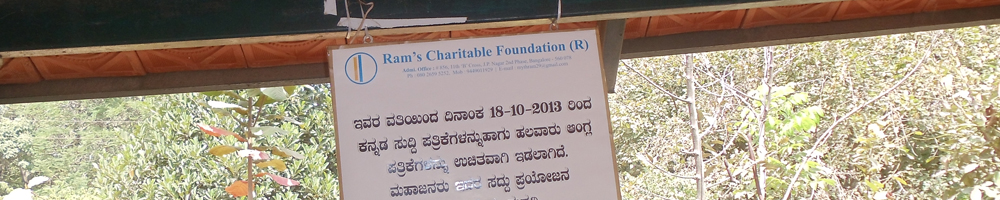 Ram's Charitable Foundation (R)
ಇವರ ವತಿಯಿಂದ ದಿನಾಂಕ 18-10-2013 ರಿಂದ
ಕನ್ನಡ ಸುದ್ದಿ ಪತ್ರಿಕೆಗಳನ್ನುಹಾಗು ಹಲವಾರು ಆಂಗ್ಲ
ಪತ್ರಿಕೆಗಳನ್ನು ಉಚಿತವಾಗಿ ಇಡಲಾಗಿದೆ.
ಮಹಾಜನರು ಇದರ ಸದ್ದು ಪ್ರಯೋಜನ